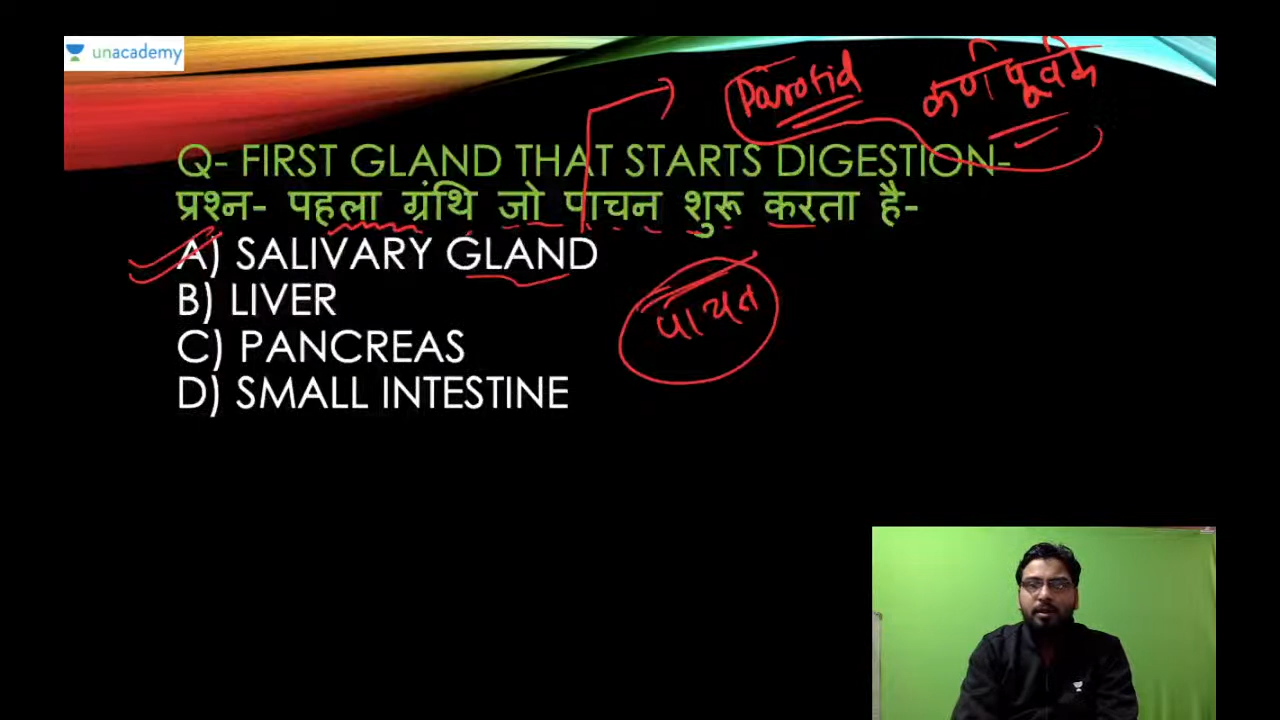 unacademy
Parotid कर्ण पूर्वक
Q- FIRST GLAND THAT STARTS DIGESTION-
प्रश्न- पहला ग्रंथि जो पाचन शुरू करता है-
A) SALIVARY GLAND
B) LIVER
पाचन
C) PANCREAS
D) SMALL INTESTINE